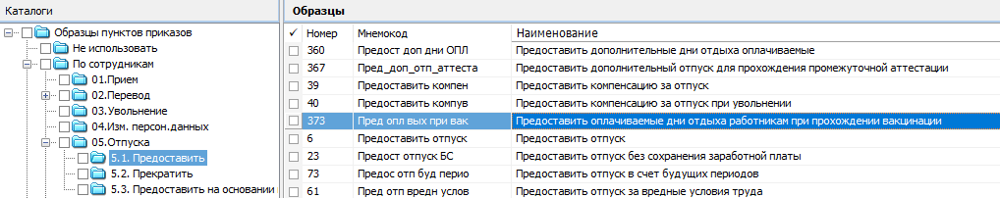 Каталоги
Образцы пунктов приказов
Не использовать
По сотрудникам
01.Прием
02.Перевод
03.Увольнение
04.Изм. персон.данных
05.Отпуска
5.1. Предоставить
5.2. Прекратить
5.3. Предоставить на основании
Образцы
✓ Номер Мнемокод Наименование
360 Предост доп дни ОПЛ Предоставить дополнительные дни отдыха оплачиваемые
367 Пред_доп_отп_аттеста Предоставить дополнительный отпуск для прохождения промежуточной аттестации
39 Предоставить компен Предоставить компенсацию за отпуск
40 Предоставить компув Предоставить компенсацию за отпуск при увольнении
373 Пред опл вых при вак Предоставить оплачиваемые дни отдыха работникам при прохождении вакцинации
6 Предоставит отпуск Предоставить отпуск
23 Предост отпуск БС Предоставить отпуск без сохранения заработной платы
73 Предос отп буд перио Предоставить отпуск в счет будущих периодов
61 Пред отп вредн услов Предоставить отпуск за вредные условия труда